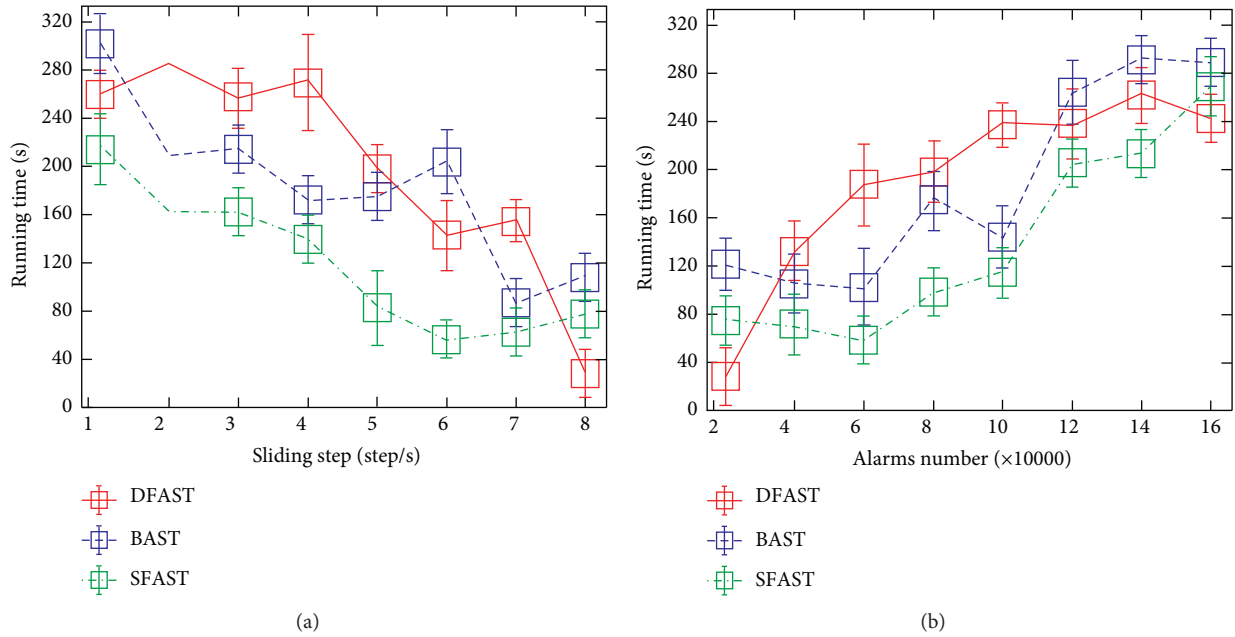 320
280
240
200
160
120
80
40
0
Running time (s)
1 2 3 4 5 6 7 8
Sliding step (step/s)
DFAST
BAST
SFAST
(a)
320
280
240
200
160
120
80
40
0
Running time (s)
2 4 6 8 10 12 14 16
Alarms number (×10000)
DFAST
BAST
SFAST
(b)